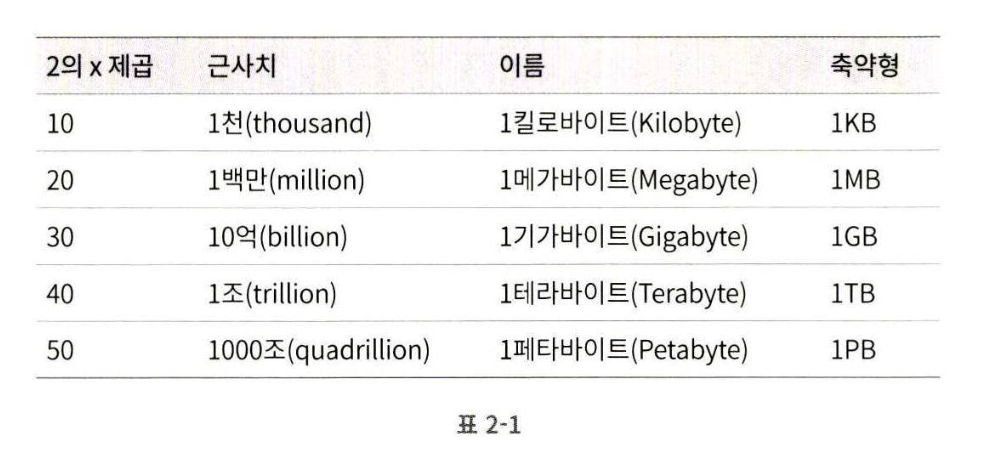 2의 x 제곱 근사치 이름 축약형
10 1천(thousand) 1킬로바이트(Kilobyte) 1KB
20 1백만(million) 1메가바이트(Megabyte) 1MB
30 10억(billion) 1기가바이트(Gigabyte) 1GB
40 1조(trillion) 1테라바이트(Terabyte) 1TB
50 1000조(quadrillion) 1페타바이트(Petabyte) 1PB
표 2-1